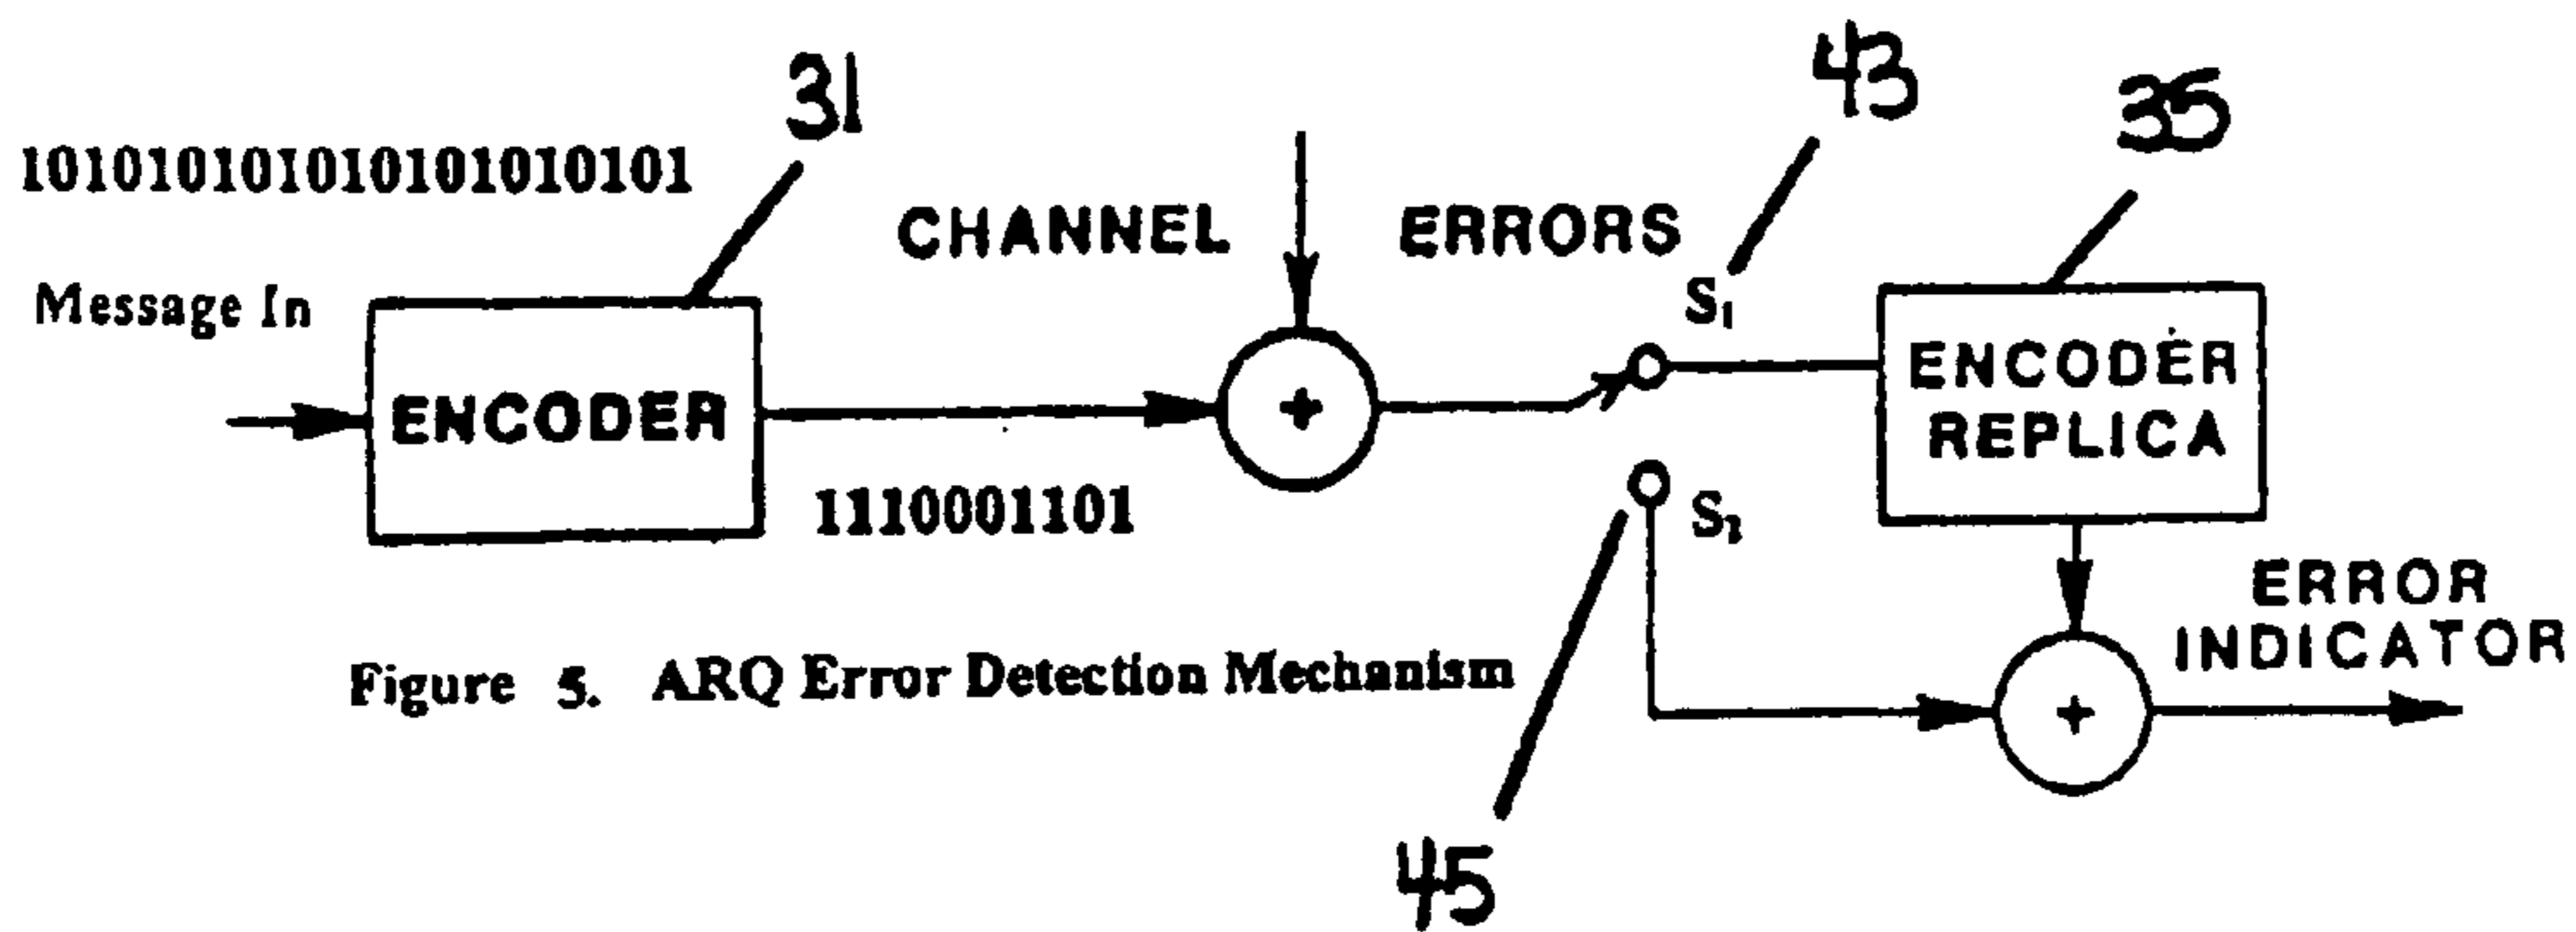 31
43
35
101010101010101010101
CHANNEL ERRORS
Message In
S₁
ENCODER
ENCODER
REPLICA
1110001101
S₂
ERROR
INDICATOR
+
+
Figure 5. ARQ Error Detection Mechanism
45